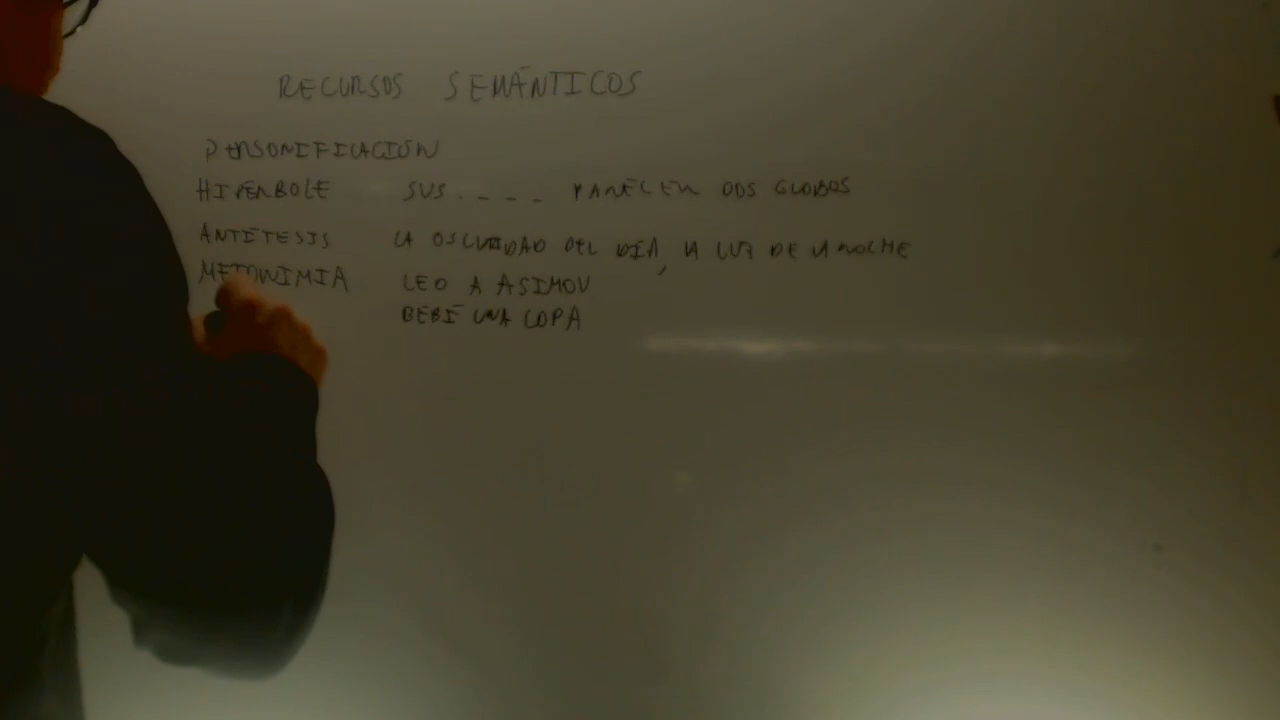 RECURSOS SEMÁNTICOS
PERSONIFICACIÓN
HIPÉRBOLE SUS . _ _ _ PARECEN DOS GLOBOS
ANTÍTESIS LA OSCURIDAD DEL DÍA, LA LUZ DE LA NOCHE
METONIMIA LEO A ASIMOV
BEBÍ UNA COPA